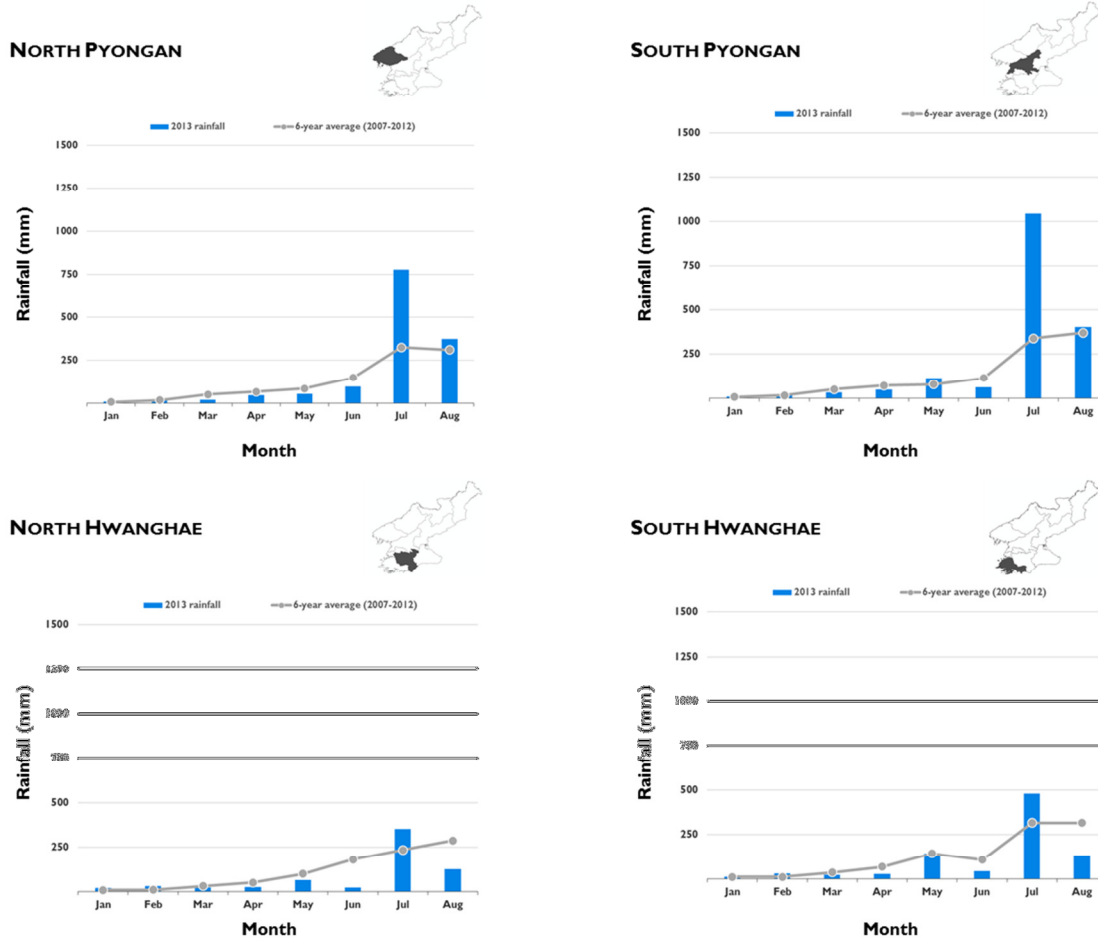 NORTH PYONGAN
2013 rainfall 6-year average (2007-2012)
1500
1250
1000
750
500
250
Rainfall (mm)
Jan Feb Mar Apr May Jun Jul Aug
Month
SOUTH PYONGAN
2013 rainfall 6-year average (2007-2012)
1500
1250
1000
750
500
250
Rainfall (mm)
Jan Feb Mar Apr May Jun Jul Aug
Month
NORTH HWANGHAE
2013 rainfall 6-year average (2007-2012)
1500
1250
1000
750
500
250
Rainfall (mm)
Jan Feb Mar Apr May Jun Jul Aug
Month
SOUTH HWANGHAE
2013 rainfall 6-year average (2007-2012)
1500
1250
1000
750
500
250
Rainfall (mm)
Jan Feb Mar Apr May Jun Jul Aug
Month